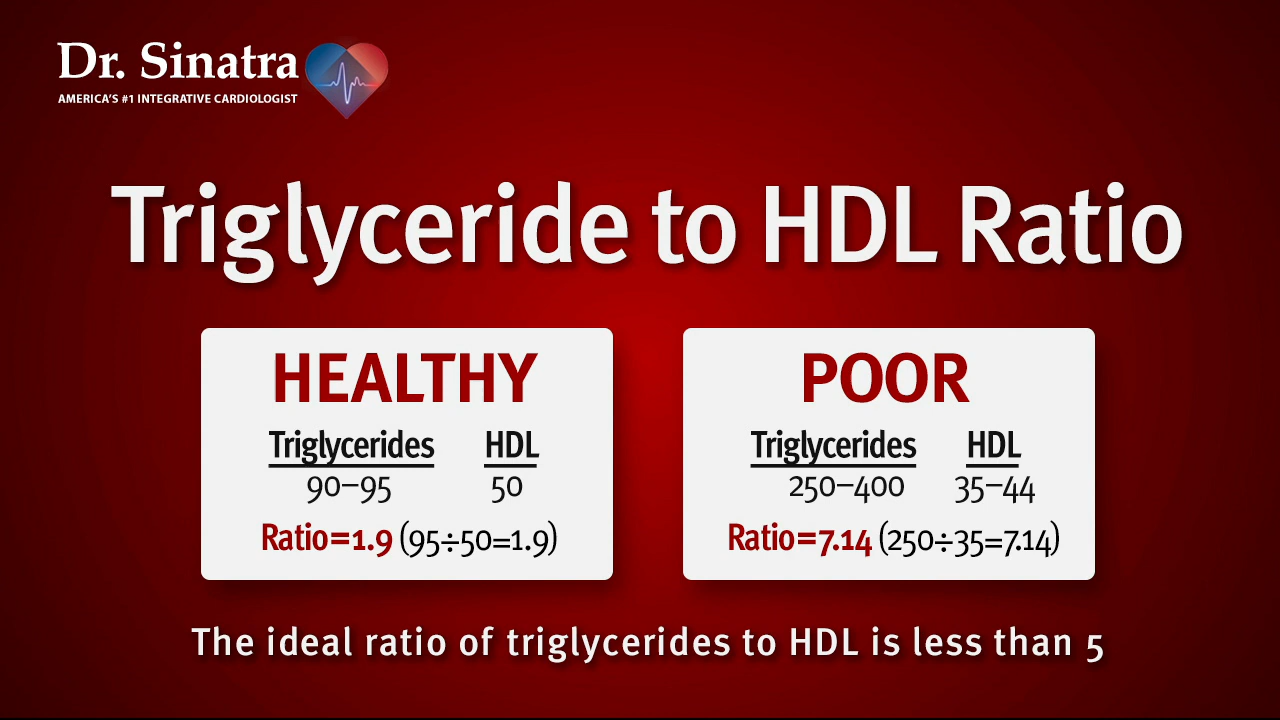 Dr. Sinatra
AMERICA'S #1 INTEGRATIVE CARDIOLOGIST
Triglyceride to HDL Ratio
HEALTHY
Triglycerides HDL
90–95 50
Ratio=1.9 (95÷50=1.9)
POOR
Triglycerides HDL
250–400 35–44
Ratio=7.14 (250÷35=7.14)
The ideal ratio of triglycerides to HDL is less than 5